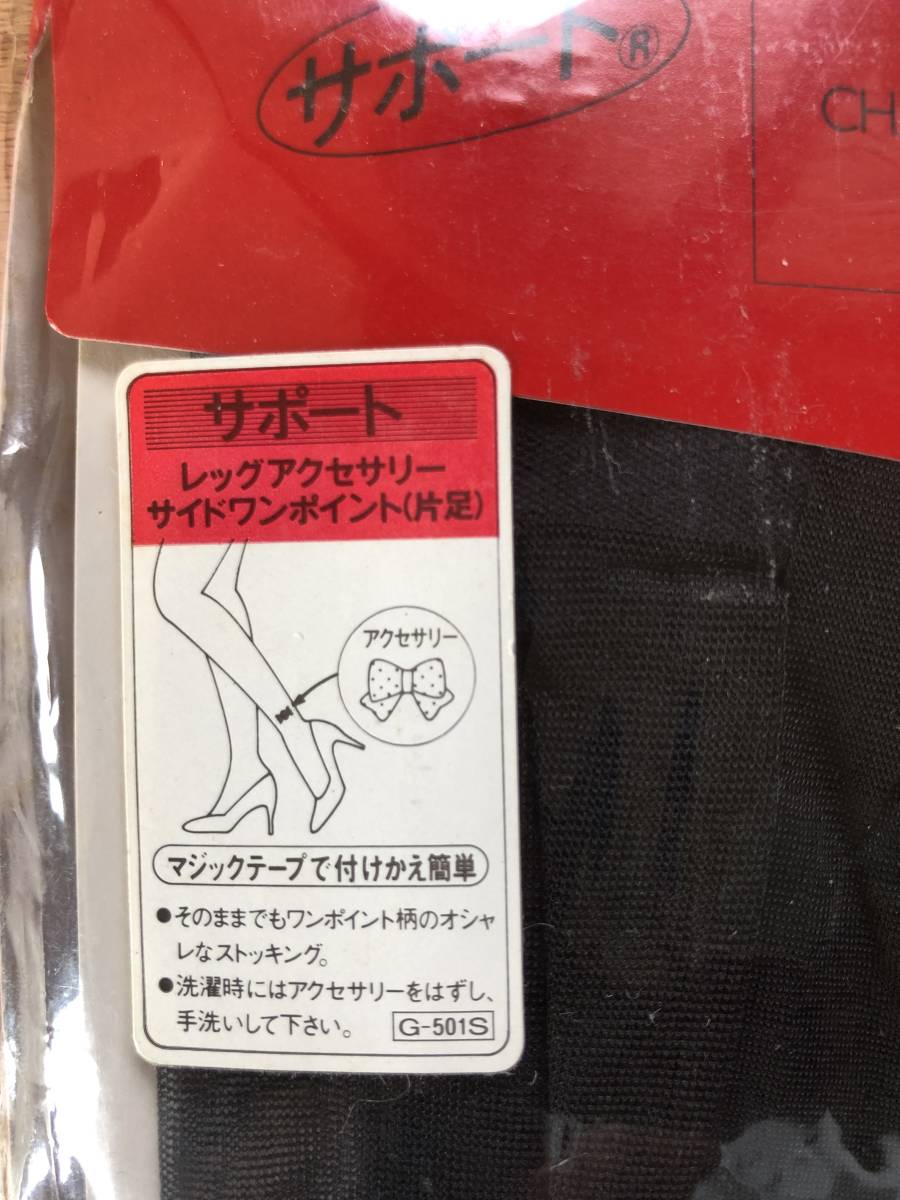 サポート®
CH
サポート
レッグアクセサリー
サイドワンポイント(片足)
アクセサリー
マジックテープで付けかえ簡単
●そのままでもワンポイント柄のオシャ
レなストッキング。
●洗濯時にはアクセサリーをはずし、
手洗いして下さい。
G-501S